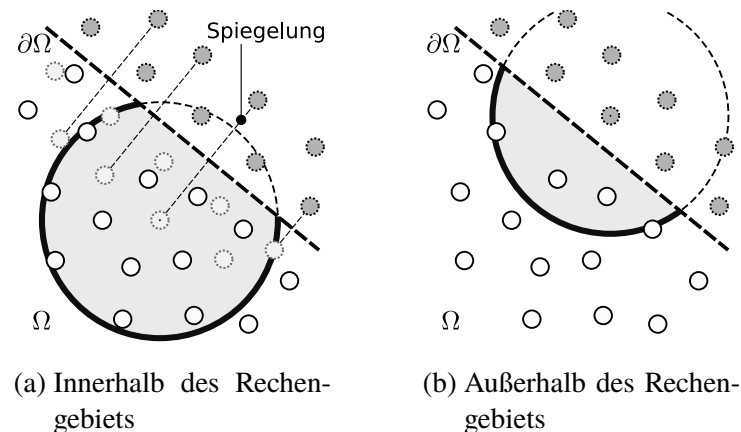 ∂Ω
Spiegelung
Ω
(a) Innerhalb des Rechen-
gebiets
∂Ω
Ω
(b) Außerhalb des Rechen-
gebiets